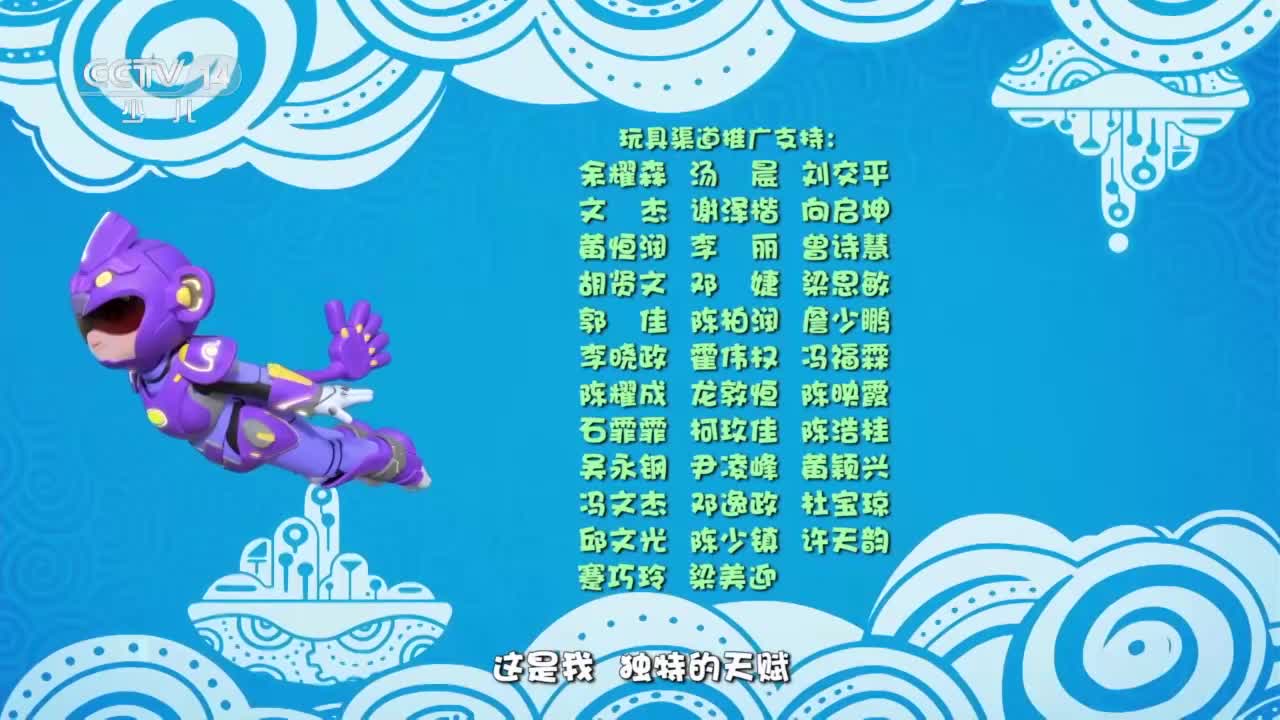 CCTV 14
少儿
玩具渠道推广支持：
余耀森 汤 晨 刘交平
文 杰 谢泽楷 向启坤
黄恒润 李 丽 曾诗慧
胡贤文 邓 婕 梁思敏
郭 佳 陈柏润 詹少鹏
李晓政 霍伟权 冯福霖
陈耀成 龙敦恒 陈映霞
石霏霏 柯玫佳 陈浩桂
吴永钢 尹凌峰 黄颖兴
冯文杰 邓逸政 杜宝琼
邱文光 陈少镇 许天韵
蹇巧玲 梁美迎
这是我 独特的天赋